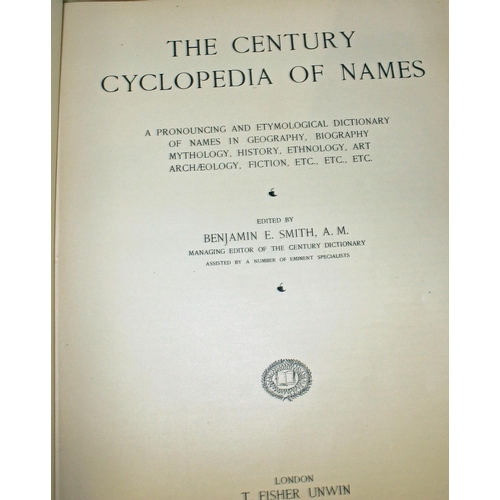 THE CENTURY
CYCLOPEDIA OF NAMES
A PRONOUNCING AND ETYMOLOGICAL DICTIONARY
OF NAMES IN GEOGRAPHY, BIOGRAPHY
MYTHOLOGY, HISTORY, ETHNOLOGY, ART
ARCHÆOLOGY, FICTION, ETC., ETC., ETC.
EDITED BY
BENJAMIN E. SMITH, A. M.
MANAGING EDITOR OF THE CENTURY DICTIONARY
ASSISTED BY A NUMBER OF EMINENT SPECIALISTS
LONDON
T. FISHER UNWIN